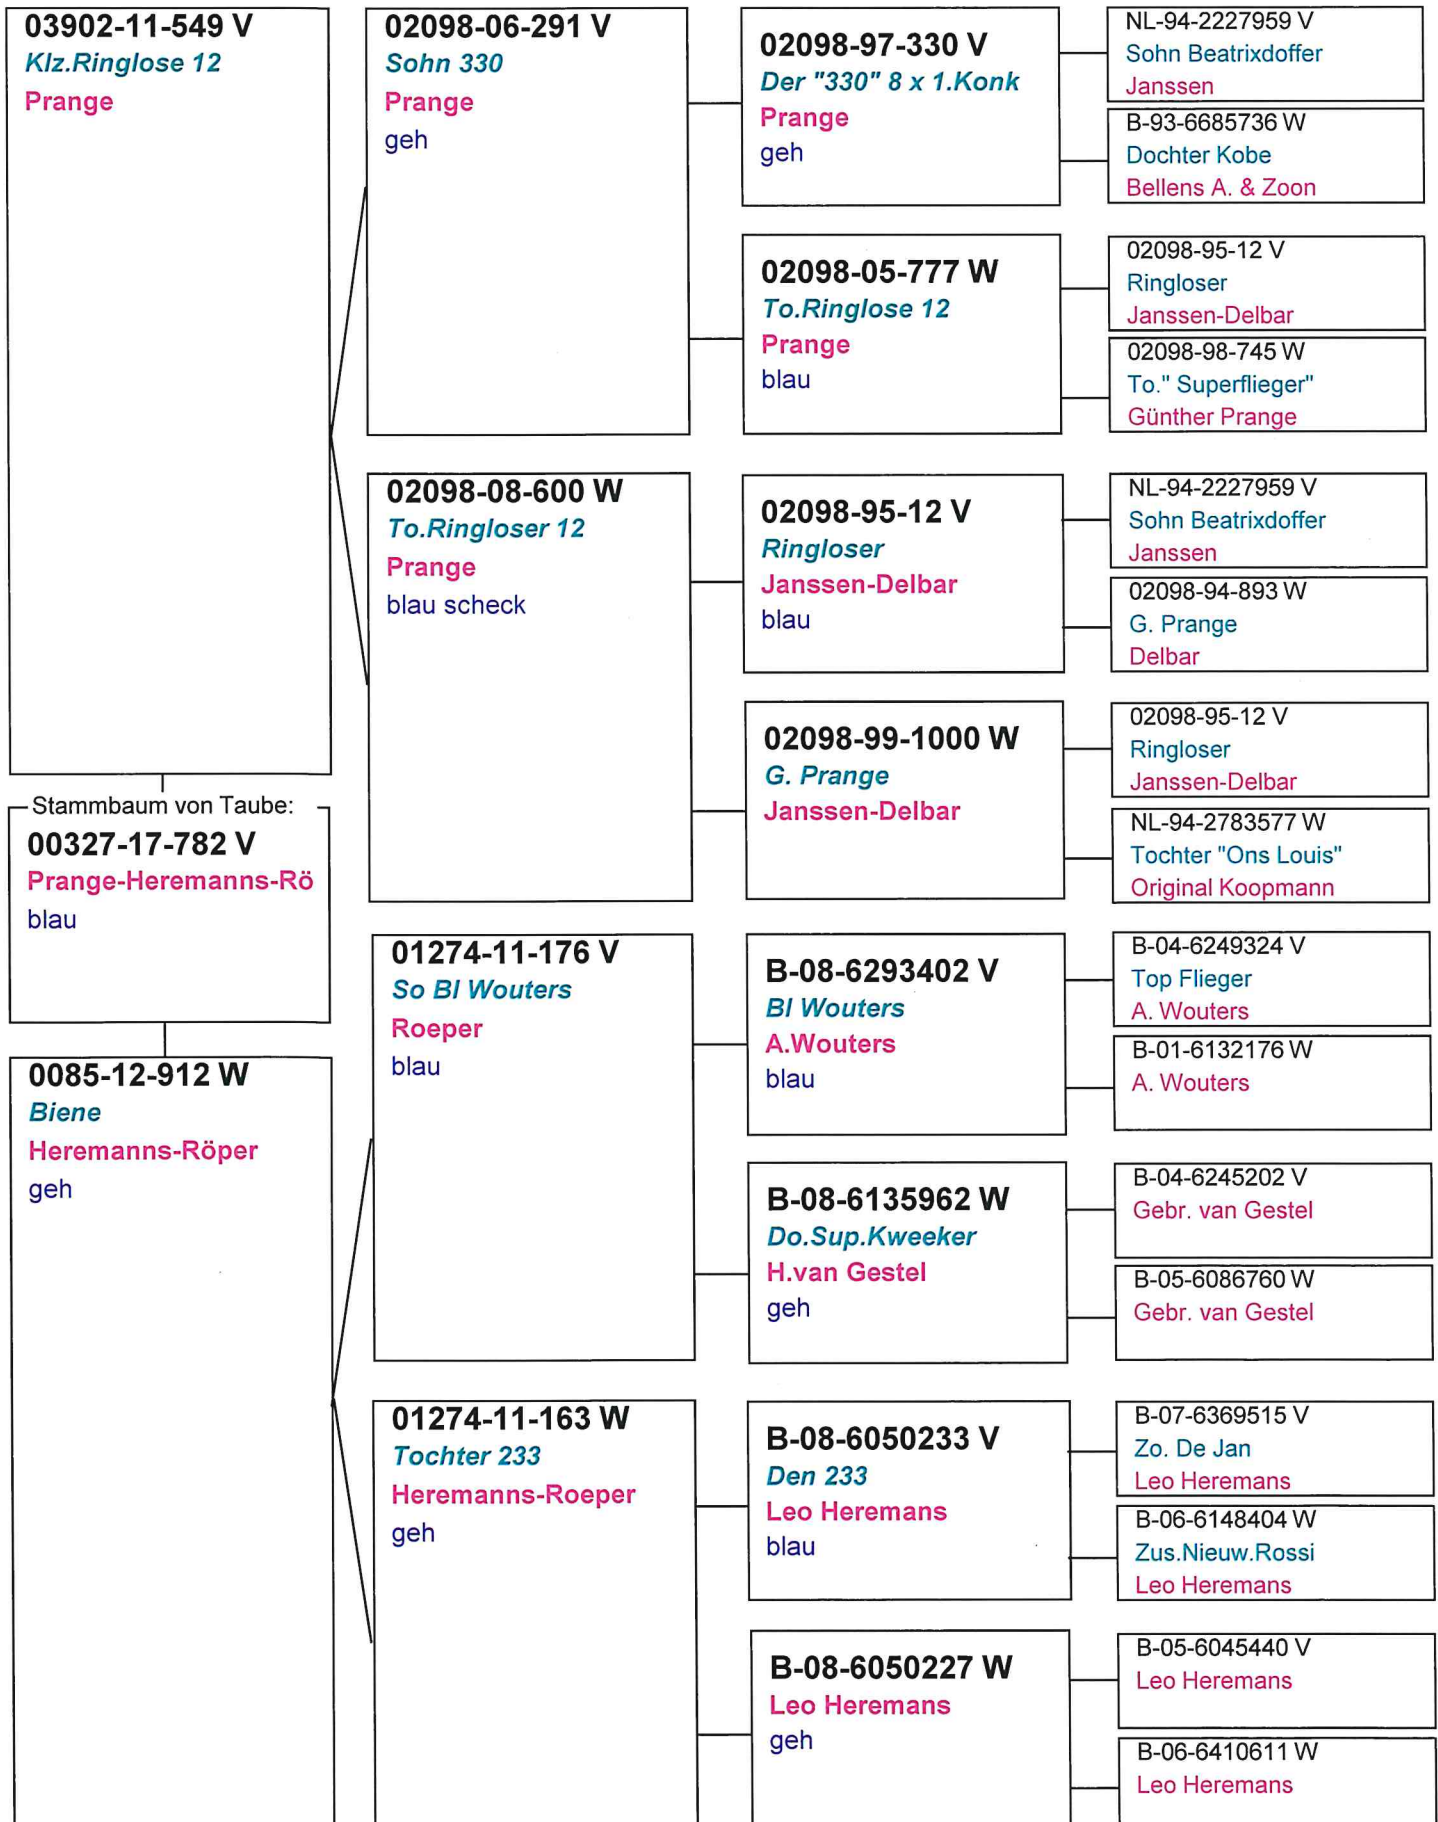 03902-11-549 V
Klz.Ringlose 12
Prange
Stammbaum von Taube:
00327-17-782 V
Prange-Heremanns-Rö
blau
0085-12-912 W
Biene
Heremanns-Röper
geh
02098-06-291 V
Sohn 330
Prange
geh
02098-08-600 W
To.Ringloser 12
Prange
blau scheck
01274-11-176 V
So Bl Wouters
Roeper
blau
01274-11-163 W
Tochter 233
Heremanns-Roeper
geh
02098-97-330 V
Der "330" 8 x 1.Konk
Prange
geh
02098-05-777 W
To.Ringlose 12
Prange
blau
02098-95-12 V
Ringloser
Janssen-Delbar
blau
02098-99-1000 W
G. Prange
Janssen-Delbar
B-08-6293402 V
Bl Wouters
A.Wouters
blau
B-08-6135962 W
Do.Sup.Kweeker
H.van Gestel
geh
B-08-6050233 V
Den 233
Leo Heremans
blau
B-08-6050227 W
Leo Heremans
geh
NL-94-2227959 V
Sohn Beatrixdoffer
Janssen
B-93-6685736 W
Dochter Kobe
Bellens A. & Zoon
02098-95-12 V
Ringloser
Janssen-Delbar
02098-98-745 W
To." Superflieger"
Günther Prange
NL-94-2227959 V
Sohn Beatrixdoffer
Janssen
02098-94-893 W
G. Prange
Delbar
02098-95-12 V
Ringloser
Janssen-Delbar
NL-94-2783577 W
Tochter "Ons Louis"
Original Koopmann
B-04-6249324 V
Top Flieger
A. Wouters
B-01-6132176 W
A. Wouters
B-04-6245202 V
Gebr. van Gestel
B-05-6086760 W
Gebr. van Gestel
B-07-6369515 V
Zo. De Jan
Leo Heremans
B-06-6148404 W
Zus.Nieuw.Rossi
Leo Heremans
B-05-6045440 V
Leo Heremans
B-06-6410611 W
Leo Heremans